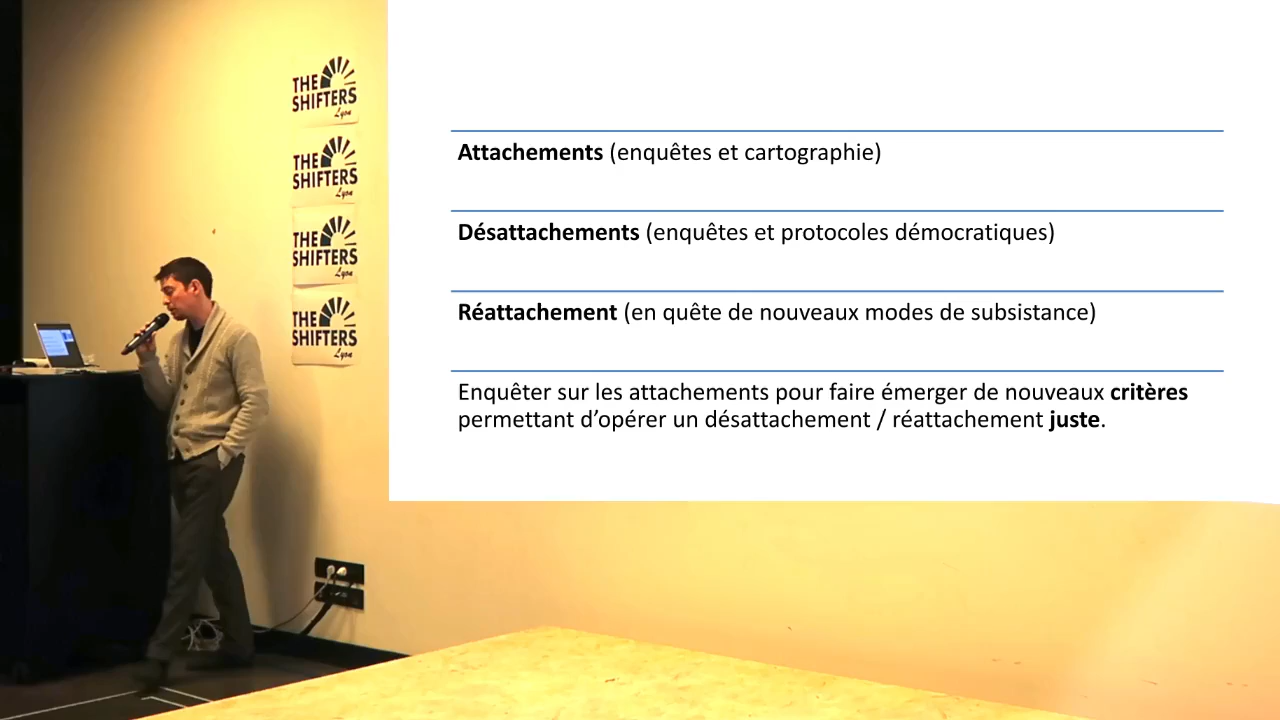 THE
SHIFTERS
Lyon
THE
SHIFTERS
Lyon
THE
SHIFTERS
Lyon
THE
SHIFTERS
Lyon
Attachements (enquêtes et cartographie)
Désattachements (enquêtes et protocoles démocratiques)
Réattachement (en quête de nouveaux modes de subsistance)
Enquêter sur les attachements pour faire émerger de nouveaux critères
permettant d’opérer un désattachement / réattachement juste.